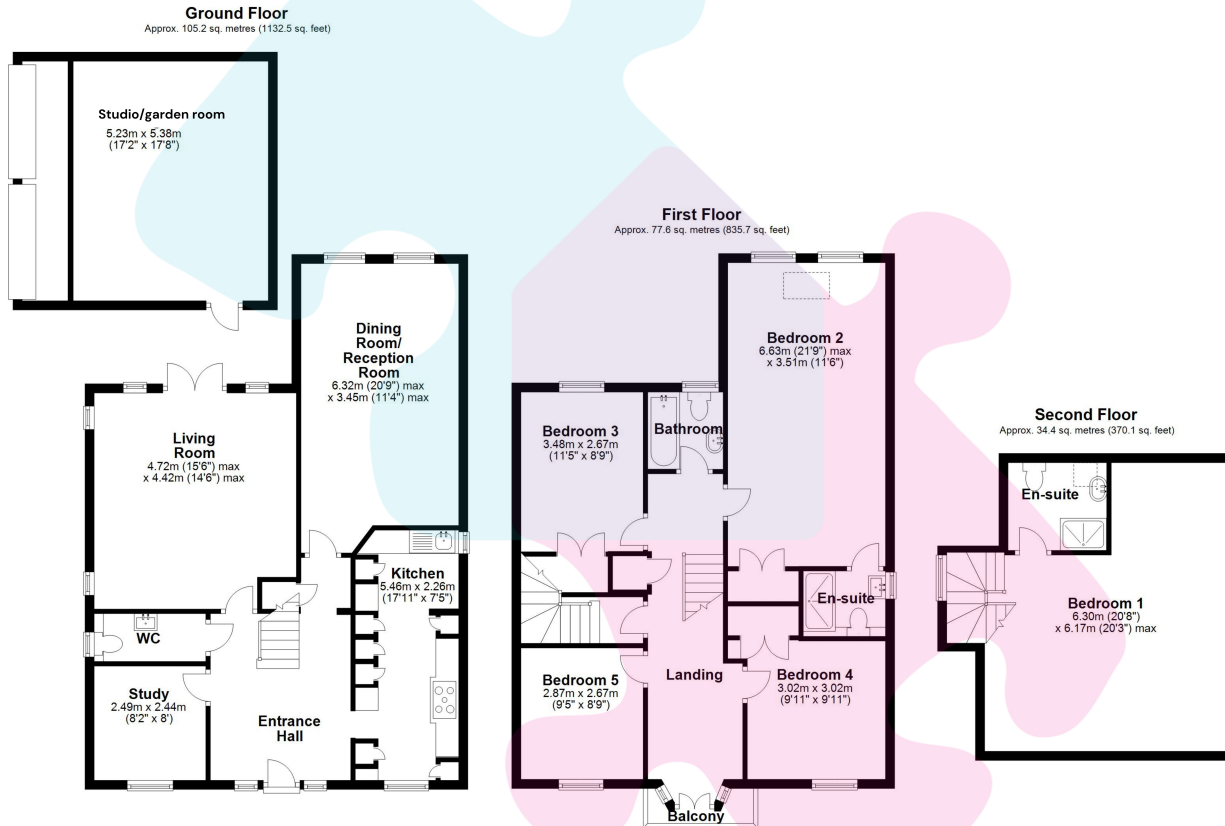 Ground Floor
Approx. 105.2 sq. metres (1132.5 sq. feet)
Studio/garden room
5.23m x 5.38m
(17'2" x 17'8")
Dining
Room/
Reception
Room
6.32m (20'9") max
x 3.45m (11'4") max
Living
Room
4.72m (15'6") max
x 4.42m (14'6") max
Kitchen
5.46m x 2.26m
(17'11" x 7'5")
WC
Study
2.49m x 2.44m
(8'2" x 8')
Entrance
Hall
First Floor
Approx. 77.6 sq. metres (835.7 sq. feet)
Bedroom 2
6.63m (21'9") max
x 3.51m (11'6")
Bedroom 3
3.48m x 2.67m
(11'5" x 8'9")
Bathroom
En-suite
Bedroom 5
2.87m x 2.67m
(9'5" x 8'9")
Landing
Bedroom 4
3.02m x 3.02m
(9'11" x 9'11")
Balcony
Second Floor
Approx. 34.4 sq. metres (370.1 sq. feet)
En-suite
Bedroom 1
6.30m (20'8")
x 6.17m (20'3") max